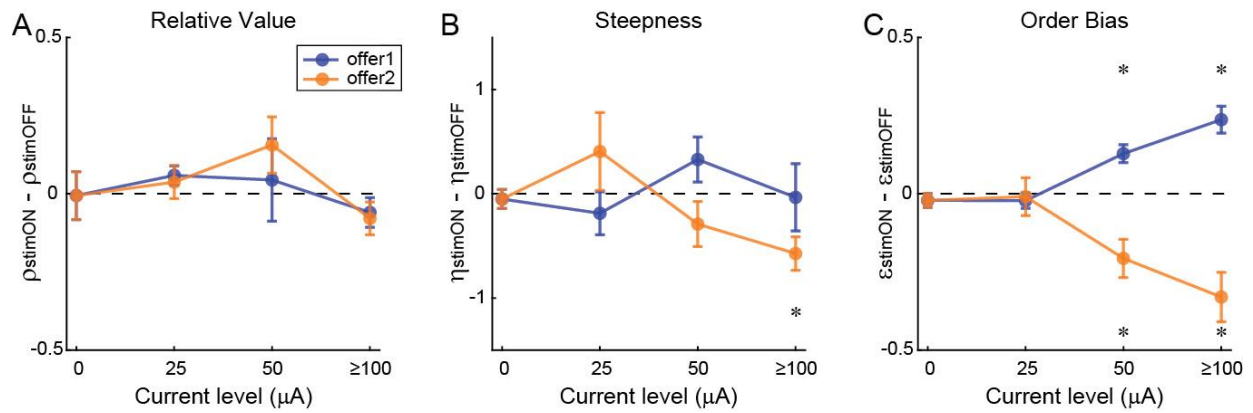 A
Relative Value
0.5
0
-0.5
ρstimON - ρstimOFF
offer1
offer2
0
25
50
≥100
Current level (μA)
B
Steepness
1
0
-1
ηstimON - ηstimOFF
*
0
25
50
≥100
Current level (μA)
C
Order Bias
0.5
0
-0.5
εstimON - εstimOFF
* *
* *
0
25
50
≥100
Current level (μA)